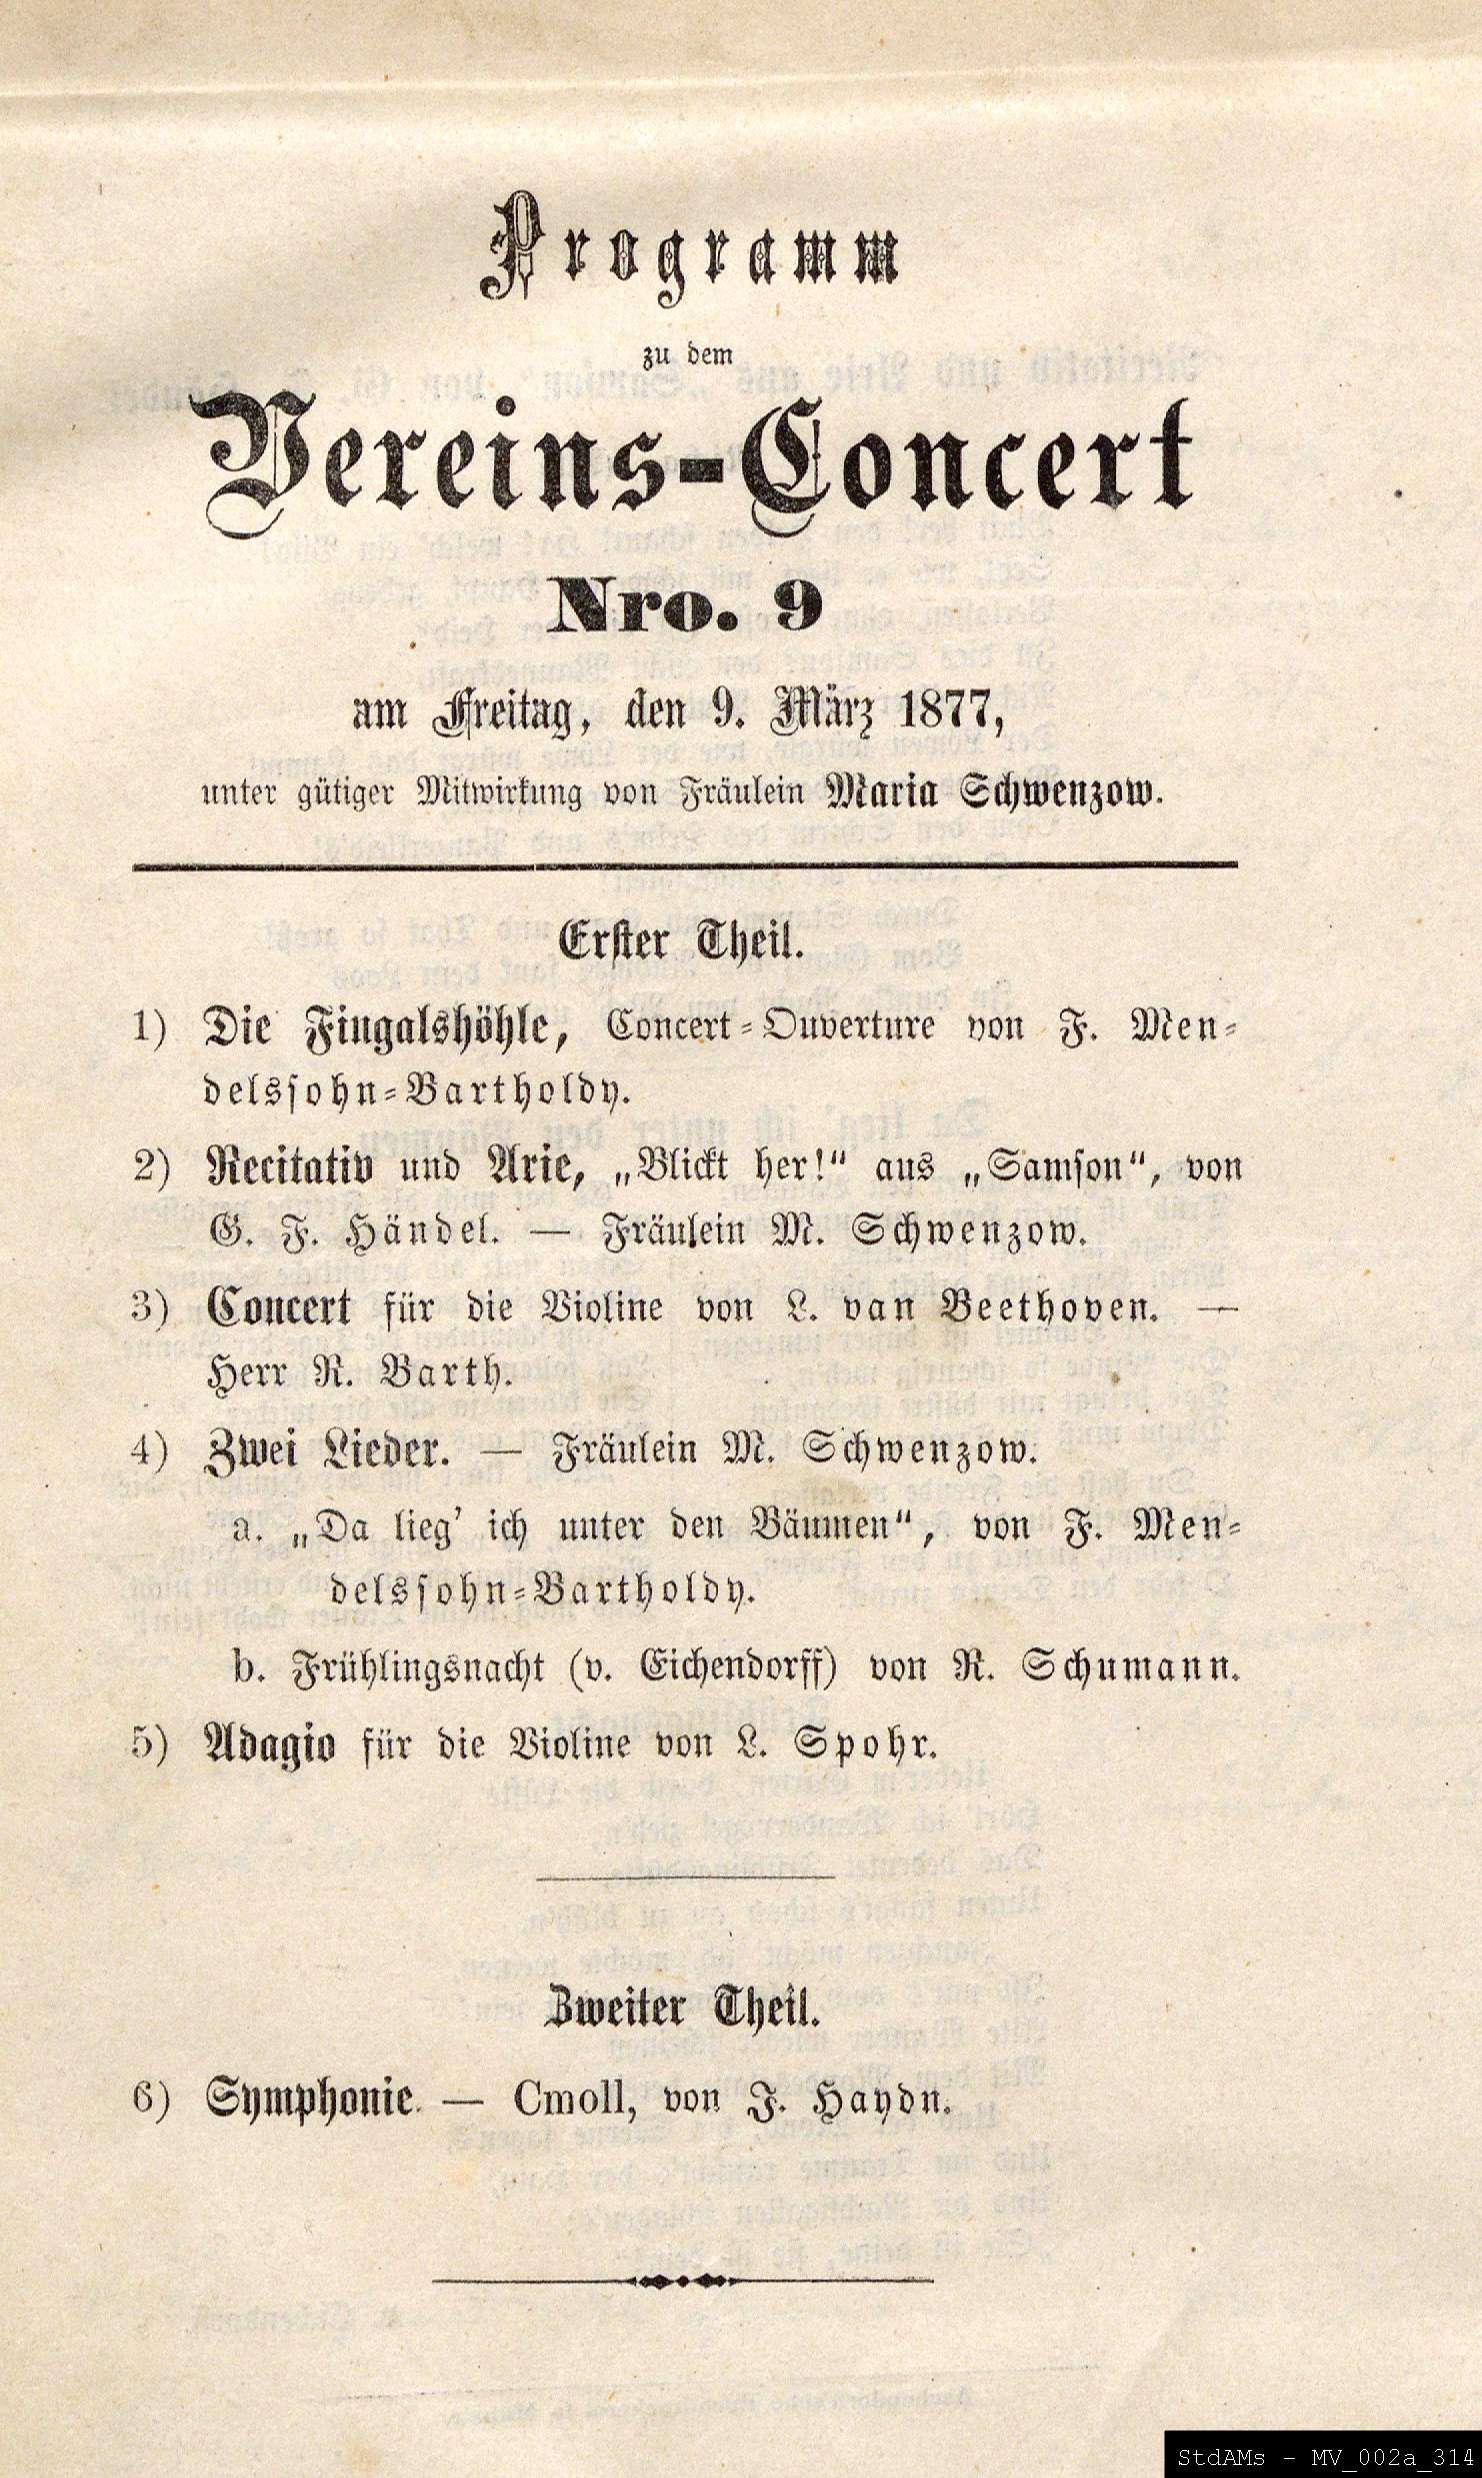 Programm
zu dem
Vereins-Concert
Nro. 9
am Freitag, den 9. März 1877,
unter gütiger Mitwirkung von Fräulein Maria Schwenzow.
Erster Theil.
1) Die Fingalshöhle, Concert-Ouverture von F. Men-
delssohn-Bartholdy.
2) Recitativ und Arie, „Blickt her!“ aus „Samson“, von
G. F. Händel. — Fräulein M. Schwenzow.
3) Concert für die Violine von L. van Beethoven. —
Herr R. Barth.
4) Zwei Lieder. — Fräulein M. Schwenzow.
a. „Da lieg’ ich unter den Bäumen“, von F. Men-
delssohn-Bartholdy.
b. Frühlingsnacht (v. Eichendorff) von R. Schumann.
5) Adagio für die Violine von L. Spohr.
Zweiter Theil.
6) Symphonie. — Cmoll, von J. Haydn.
StdAMs - MV_002a_314